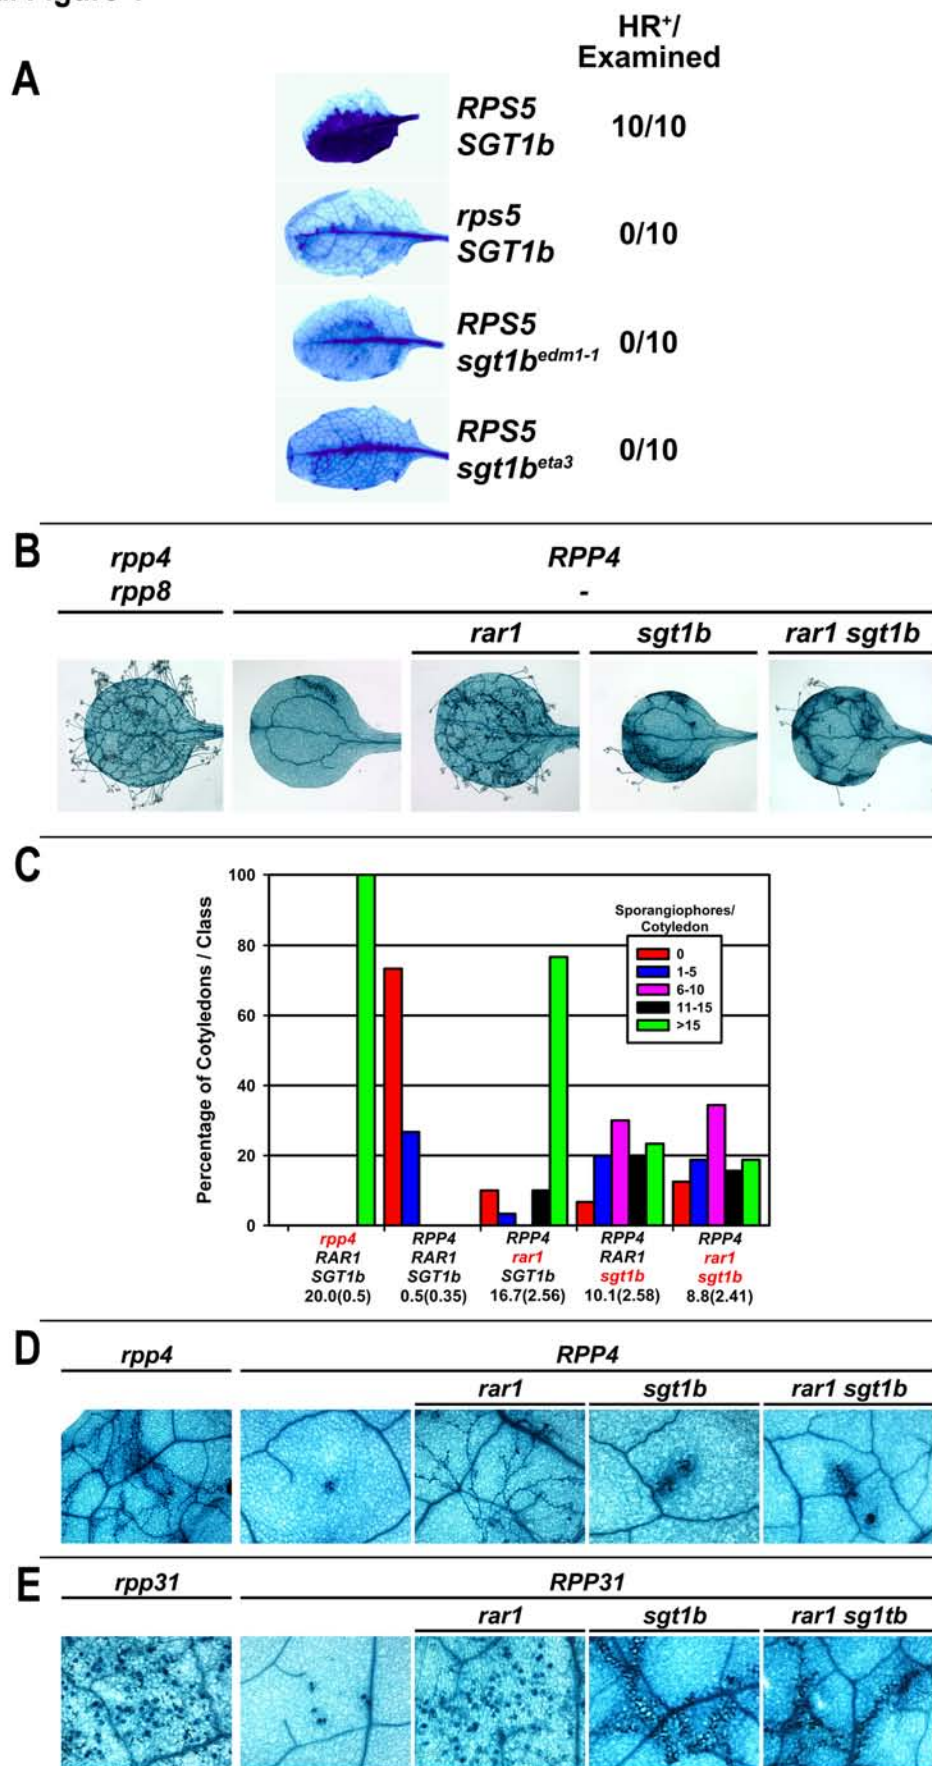 A
HR+/
Examined
RPS5
SGT1b
10/10
rps5
SGT1b
0/10
RPS5
sgt1bedm1-1
0/10
RPS5
sgt1beta3
0/10
B
rpp4
rpp8
RPP4
-
rar1
sgt1b
rar1 sgt1b
C
Percentage of Cotyledons / Class
100
80
60
40
20
0
Sporangiophores/
Cotyledon
0
1-5
6-10
11-15
>15
rpp4 RPP4 RPP4 RPP4 RPP4
RAR1 RAR1 rar1 RAR1 rar1
SGT1b SGT1b SGT1b sgt1b sgt1b
20.0(0.5) 0.5(0.35) 16.7(2.56) 10.1(2.58) 8.8(2.41)
D
rpp4
RPP4
rar1
sgt1b
rar1 sgt1b
E
rpp31
RPP31
rar1
sgt1b
rar1 sg1tb